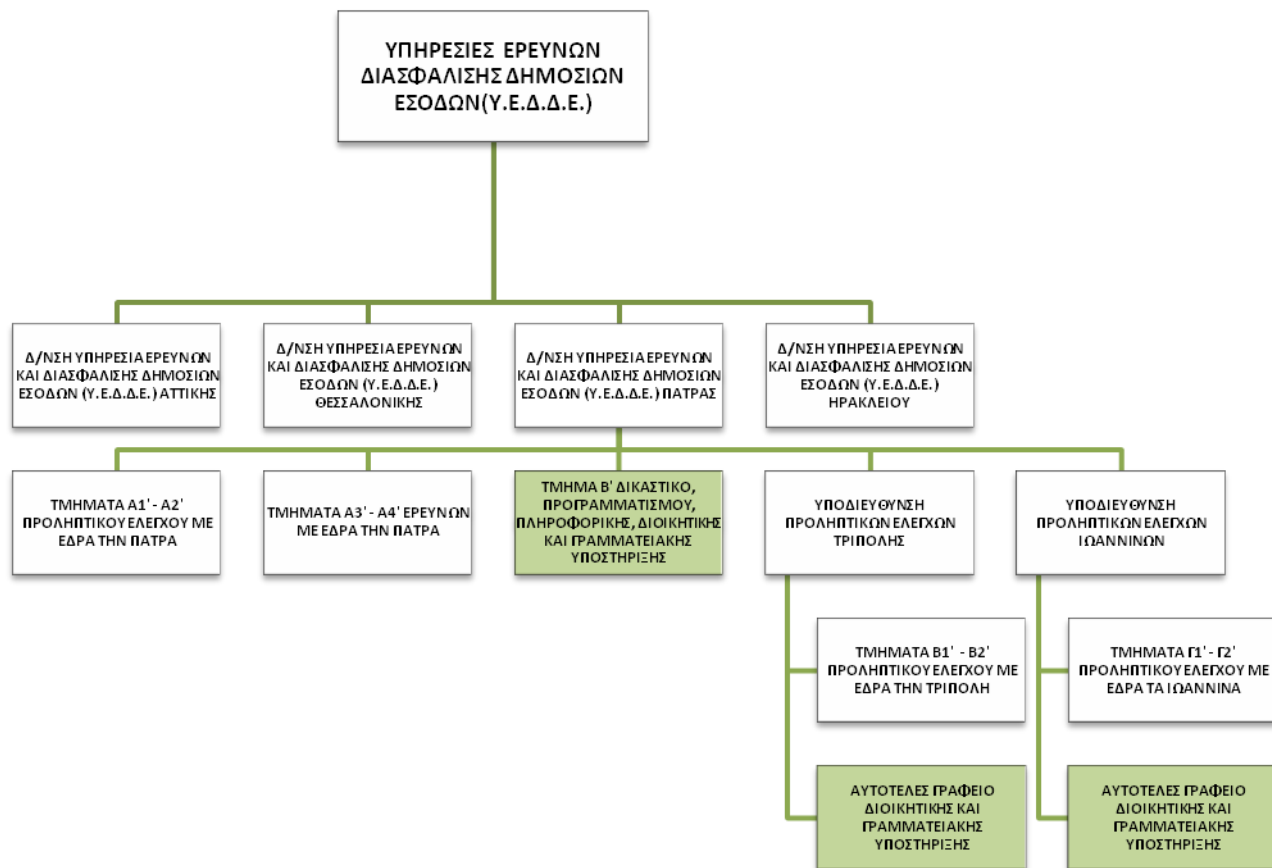 ΥΠΗΡΕΣΙΕΣ ΕΡΕΥΝΩΝ
ΔΙΑΣΦΑΛΙΣΗΣ ΔΗΜΟΣΙΩΝ
ΕΣΟΔΩΝ(Υ.Ε.Δ.Δ.Ε.)
Δ/ΝΣΗ ΥΠΗΡΕΣΙΑ ΕΡΕΥΝΩΝ
ΚΑΙ ΔΙΑΣΦΑΛΙΣΗΣ ΔΗΜΟΣΙΩΝ
ΕΣΟΔΩΝ (Υ.Ε.Δ.Δ.Ε.) ΑΤΤΙΚΗΣ
Δ/ΝΣΗ ΥΠΗΡΕΣΙΑ ΕΡΕΥΝΩΝ
ΚΑΙ ΔΙΑΣΦΑΛΙΣΗΣ ΔΗΜΟΣΙΩΝ
ΕΣΟΔΩΝ (Υ.Ε.Δ.Δ.Ε.)
ΘΕΣΣΑΛΟΝΙΚΗΣ
Δ/ΝΣΗ ΥΠΗΡΕΣΙΑ ΕΡΕΥΝΩΝ
ΚΑΙ ΔΙΑΣΦΑΛΙΣΗΣ ΔΗΜΟΣΙΩΝ
ΕΣΟΔΩΝ (Υ.Ε.Δ.Δ.Ε.) ΠΑΤΡΑΣ
Δ/ΝΣΗ ΥΠΗΡΕΣΙΑ ΕΡΕΥΝΩΝ
ΚΑΙ ΔΙΑΣΦΑΛΙΣΗΣ ΔΗΜΟΣΙΩΝ
ΕΣΟΔΩΝ (Υ.Ε.Δ.Δ.Ε.)
ΗΡΑΚΛΕΙΟΥ
ΤΜΗΜΑΤΑ Α1' - Α2'
ΠΡΟΛΗΠΤΙΚΟΥ ΕΛΕΓΧΟΥ ΜΕ
ΕΔΡΑ ΤΗΝ ΠΑΤΡΑ
ΤΜΗΜΑΤΑ Α3' - Α4' ΕΡΕΥΝΩΝ
ΜΕ ΕΔΡΑ ΤΗΝ ΠΑΤΡΑ
ΤΜΗΜΑ Β' ΔΙΚΑΣΤΙΚΟ,
ΠΡΟΓΡΑΜΜΑΤΙΣΜΟΥ,
ΠΛΗΡΟΦΟΡΙΚΗΣ, ΔΙΟΙΚΗΤΙΚΗΣ
ΚΑΙ ΓΡΑΜΜΑΤΕΙΑΚΗΣ
ΥΠΟΣΤΗΡΙΞΗΣ
ΥΠΟΔΙΕΥΘΥΝΣΗ
ΠΡΟΛΗΠΤΙΚΩΝ ΕΛΕΓΧΩΝ
ΤΡΙΠΟΛΗΣ
ΥΠΟΔΙΕΥΘΥΝΣΗ
ΠΡΟΛΗΠΤΙΚΩΝ ΕΛΕΓΧΩΝ
ΙΩΑΝΝΙΝΩΝ
ΤΜΗΜΑΤΑ Β1' - Β2'
ΠΡΟΛΗΠΤΙΚΟΥ ΕΛΕΓΧΟΥ ΜΕ
ΕΔΡΑ ΤΗΝ ΤΡΙΠΟΛΗ
ΤΜΗΜΑΤΑ Γ1' - Γ2'
ΠΡΟΛΗΠΤΙΚΟΥ ΕΛΕΓΧΟΥ ΜΕ
ΕΔΡΑ ΤΑ ΙΩΑΝΝΙΝΑ
ΑΥΤΟΤΕΛΕΣ ΓΡΑΦΕΙΟ
ΔΙΟΙΚΗΤΙΚΗΣ ΚΑΙ
ΓΡΑΜΜΑΤΕΙΑΚΗΣ
ΥΠΟΣΤΗΡΙΞΗΣ
ΑΥΤΟΤΕΛΕΣ ΓΡΑΦΕΙΟ
ΔΙΟΙΚΗΤΙΚΗΣ ΚΑΙ
ΓΡΑΜΜΑΤΕΙΑΚΗΣ
ΥΠΟΣΤΗΡΙΞΗΣ